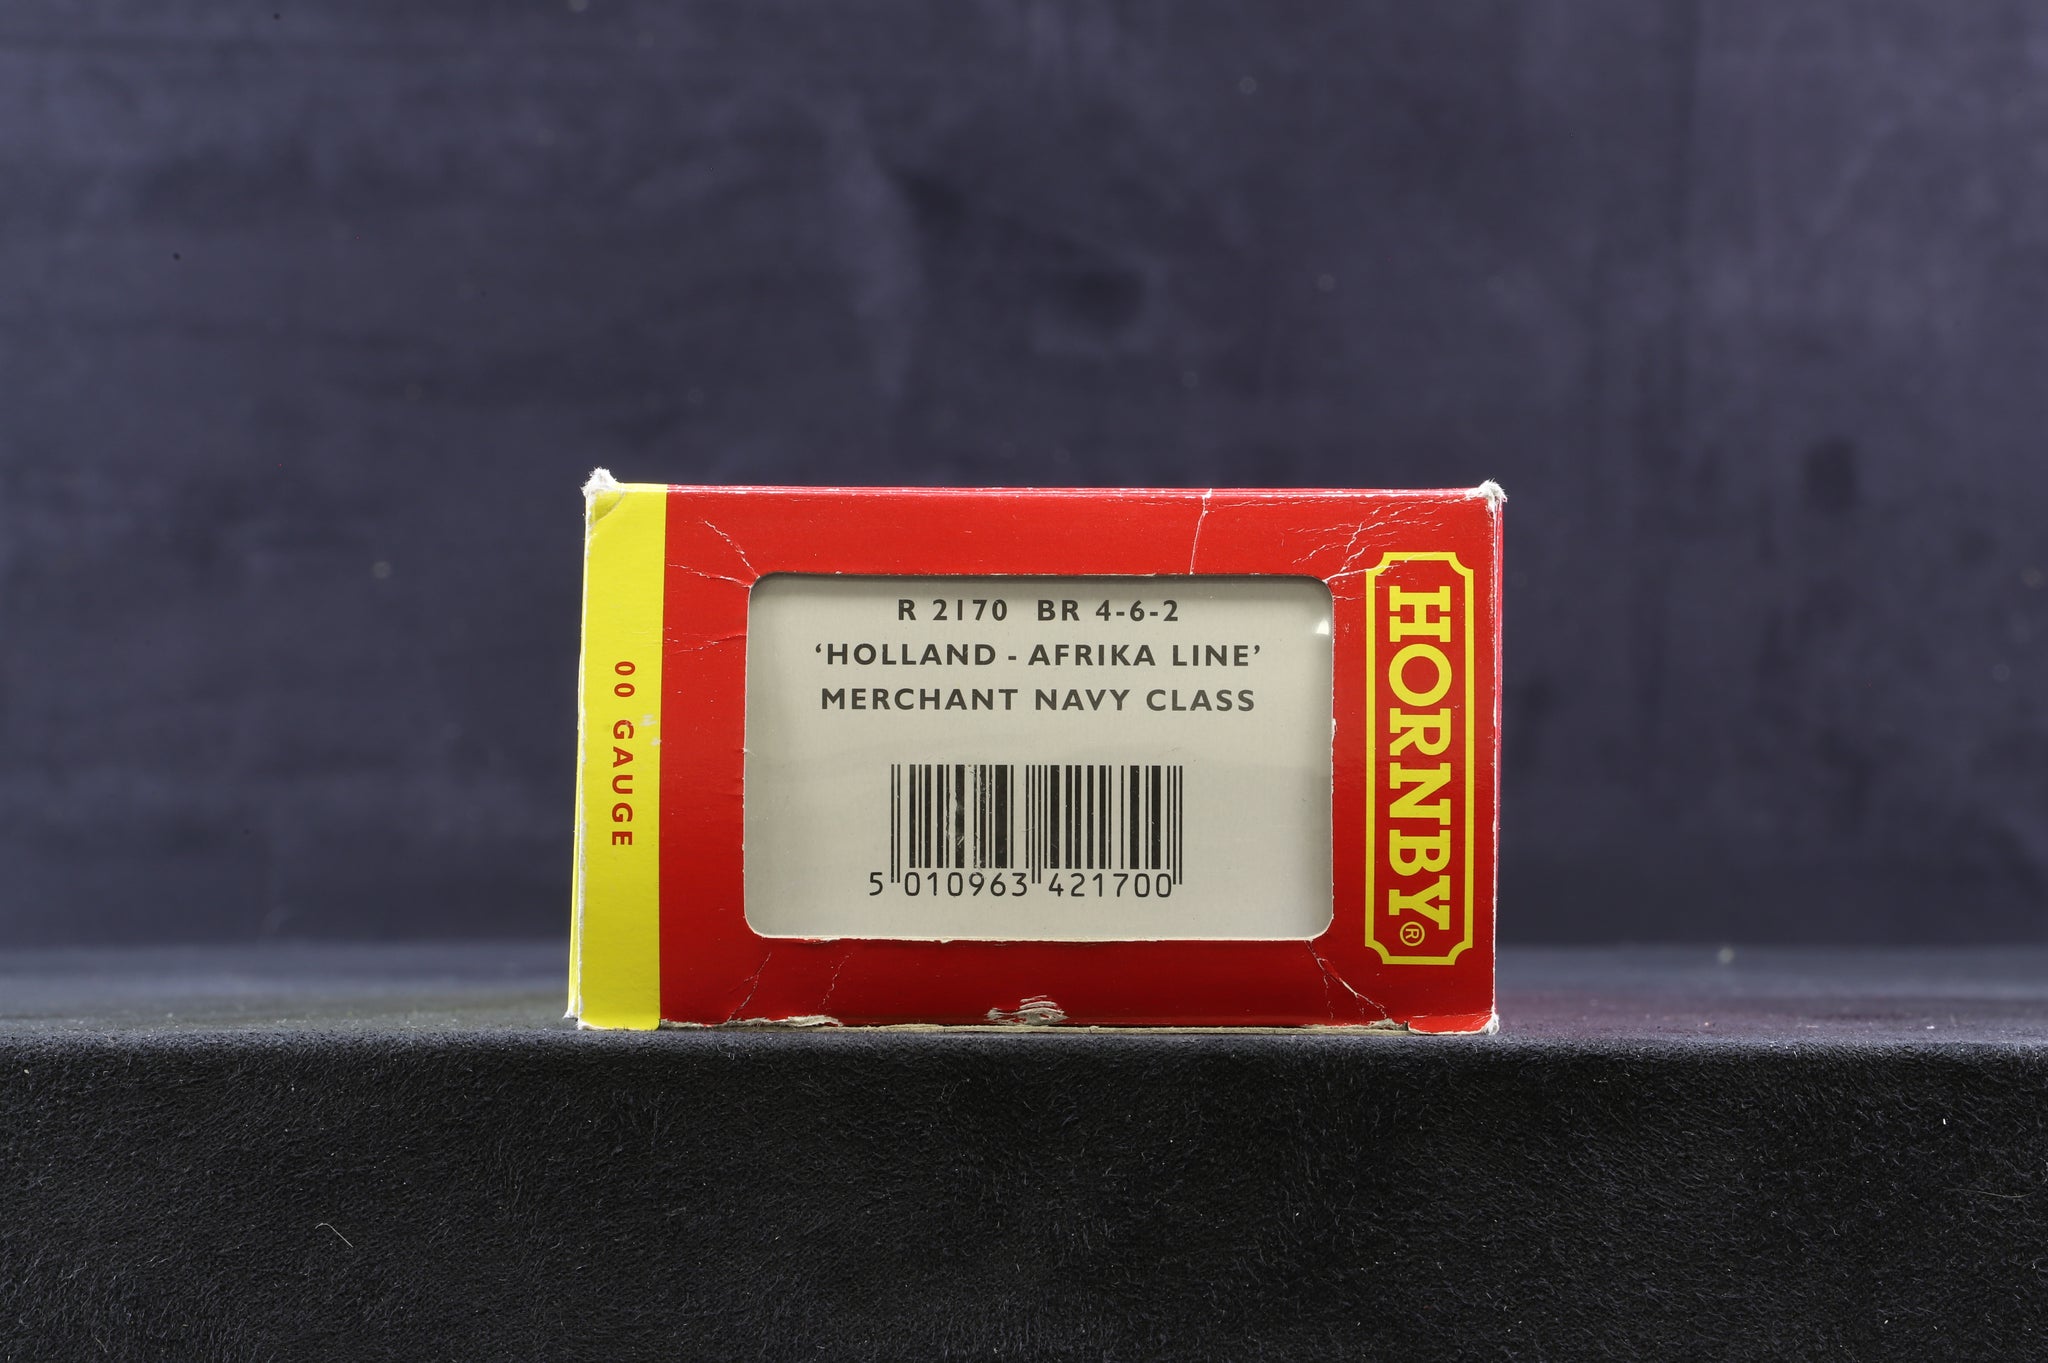 00 GAUGE
R 2170 BR 4-6-2
‘HOLLAND - AFRIKA LINE’
MERCHANT NAVY CLASS
5 010963 421700
HORNBY®